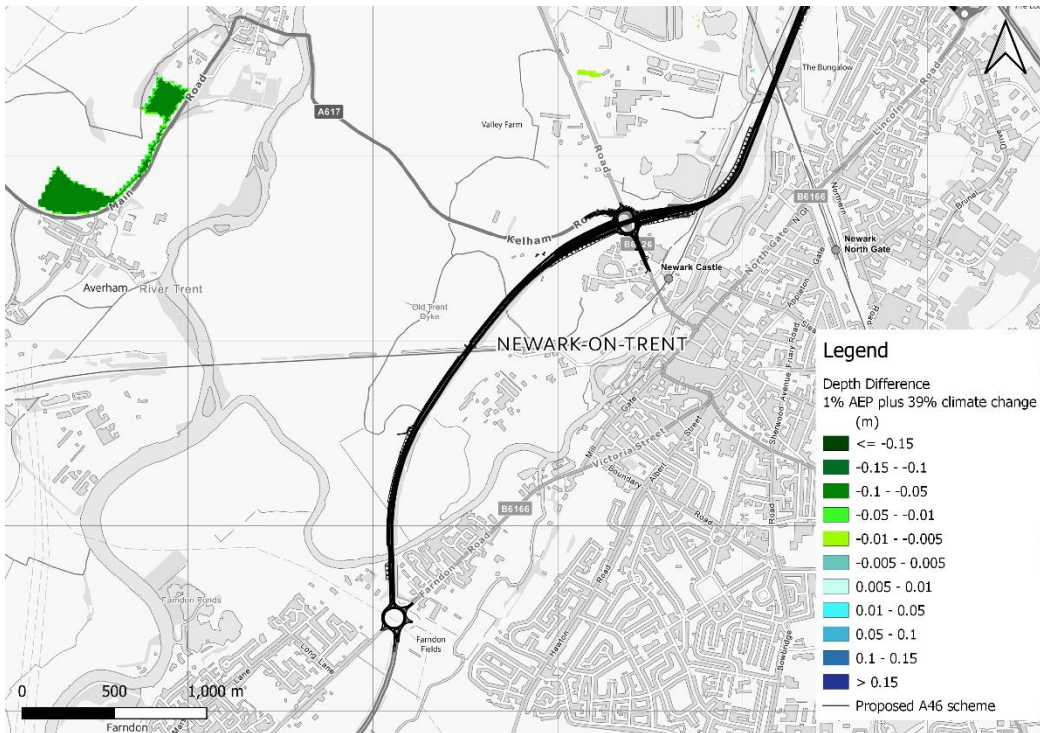 The Bungalow
Lincoln Road
Drive
Brunel
Road
A617
Valley Farm
Road
Main
Kelham
B6166
Northern
Newark
North Gate
Newark Castle
North Gate
Appleton
Gate
Road
Averham
River Trent
Old Trent
Dyke
NEWARK-ON-TRENT
Friary Road
Sherwood Avenue
Mill
Gate
Victoria Street
Albert
Street
Boundary
Road
B6166
Farndon Road
Road
Hawton
Bowbridge
Road
Farndon Ponds
Farndon
Fields
Long Lane
Lane
Farndon
0 500 1,000 m
Legend
Depth Difference
1% AEP plus 39% climate change
(m)
<= -0.15
-0.15 - -0.1
-0.1 - -0.05
-0.05 - -0.01
-0.01 - -0.005
-0.005 - 0.005
0.005 - 0.01
0.01 - 0.05
0.05 - 0.1
0.1 - 0.15
> 0.15
Proposed A46 scheme